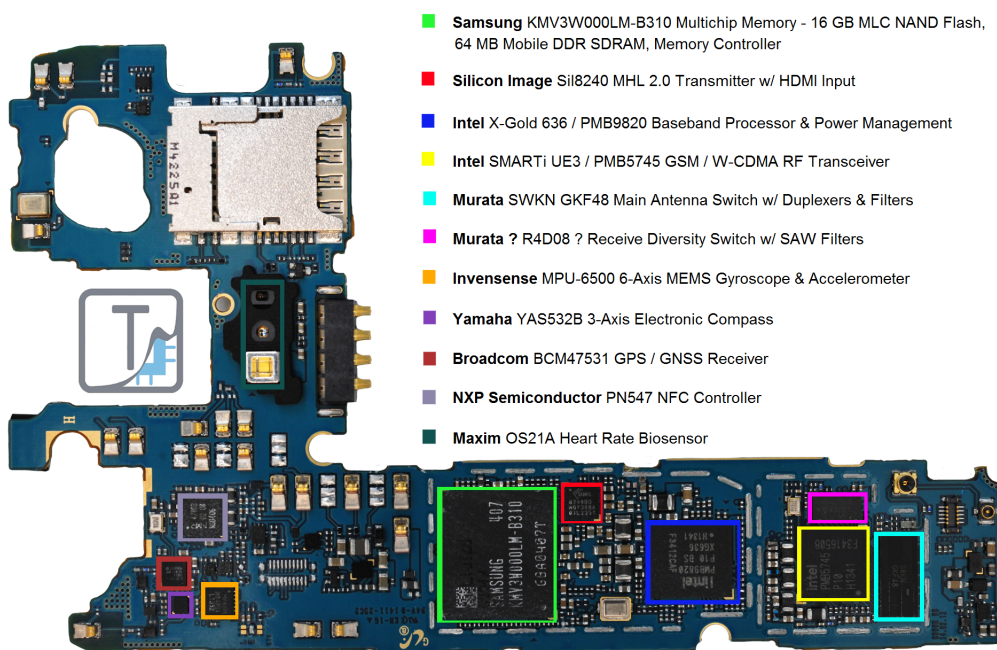 Samsung KMV3W000LM-B310 Multichip Memory - 16 GB MLC NAND Flash,
64 MB Mobile DDR SDRAM, Memory Controller
Silicon Image SiI8240 MHL 2.0 Transmitter w/ HDMI Input
Intel X-Gold 636 / PMB9820 Baseband Processor & Power Management
Intel SMARTi UE3 / PMB5745 GSM / W-CDMA RF Transceiver
Murata SWKN GKF48 Main Antenna Switch w/ Duplexers & Filters
Murata ? R4D08 ? Receive Diversity Switch w/ SAW Filters
Invensense MPU-6500 6-Axis MEMS Gyroscope & Accelerometer
Yamaha YAS532B 3-Axis Electronic Compass
Broadcom BCM47531 GPS / GNSS Receiver
NXP Semiconductor PN547 NFC Controller
Maxim OS21A Heart Rate Biosensor
M4225A1
T
H
SAMSUNG 407
KMV3W000LM-B310
intel
PMB9820
intel